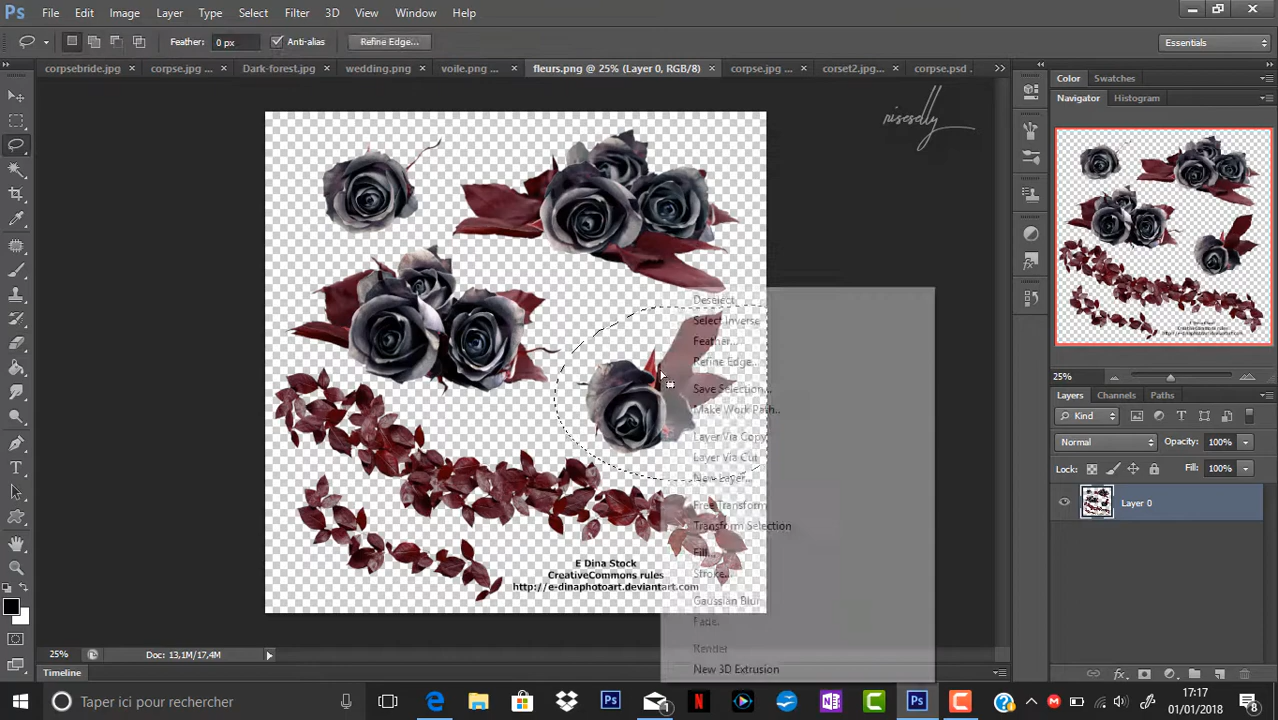 Ps File Edit Image Layer Type Select Filter 3D View Window Help
Feather: 0 px Anti-alias Refine Edge... Essentials
corpsebride.jpg ... corpse.jpg ... Dark-forest.jpg wedding.png voile.png ... fleurs.png @ 25% (Layer 0, RGB/8) corpse.jpg ... corset2.jpg... corpse.psd ...
Color Swatches
Navigator Histogram
riseselly
Deselect
Select Inverse
Feather...
Refine Edge...
Save Selection...
Make Work Path...
Layer Via Copy
Layer Via Cut
New Layer...
Free Transform
Transform Selection
Fill...
Stroke...
Gaussian Blur
Fade...
Render
New 3D Extrusion
E Dina Stock
CreativeCommons rules
http://e-dinaphotoart.deviantart.com
25%
Layers Channels Paths
Kind
Normal Opacity: 100%
Lock: Fill: 100%
Layer 0
25% Doc: 13,1M/17,4M
Timeline
Taper ici pour rechercher
17:17
01/01/2018